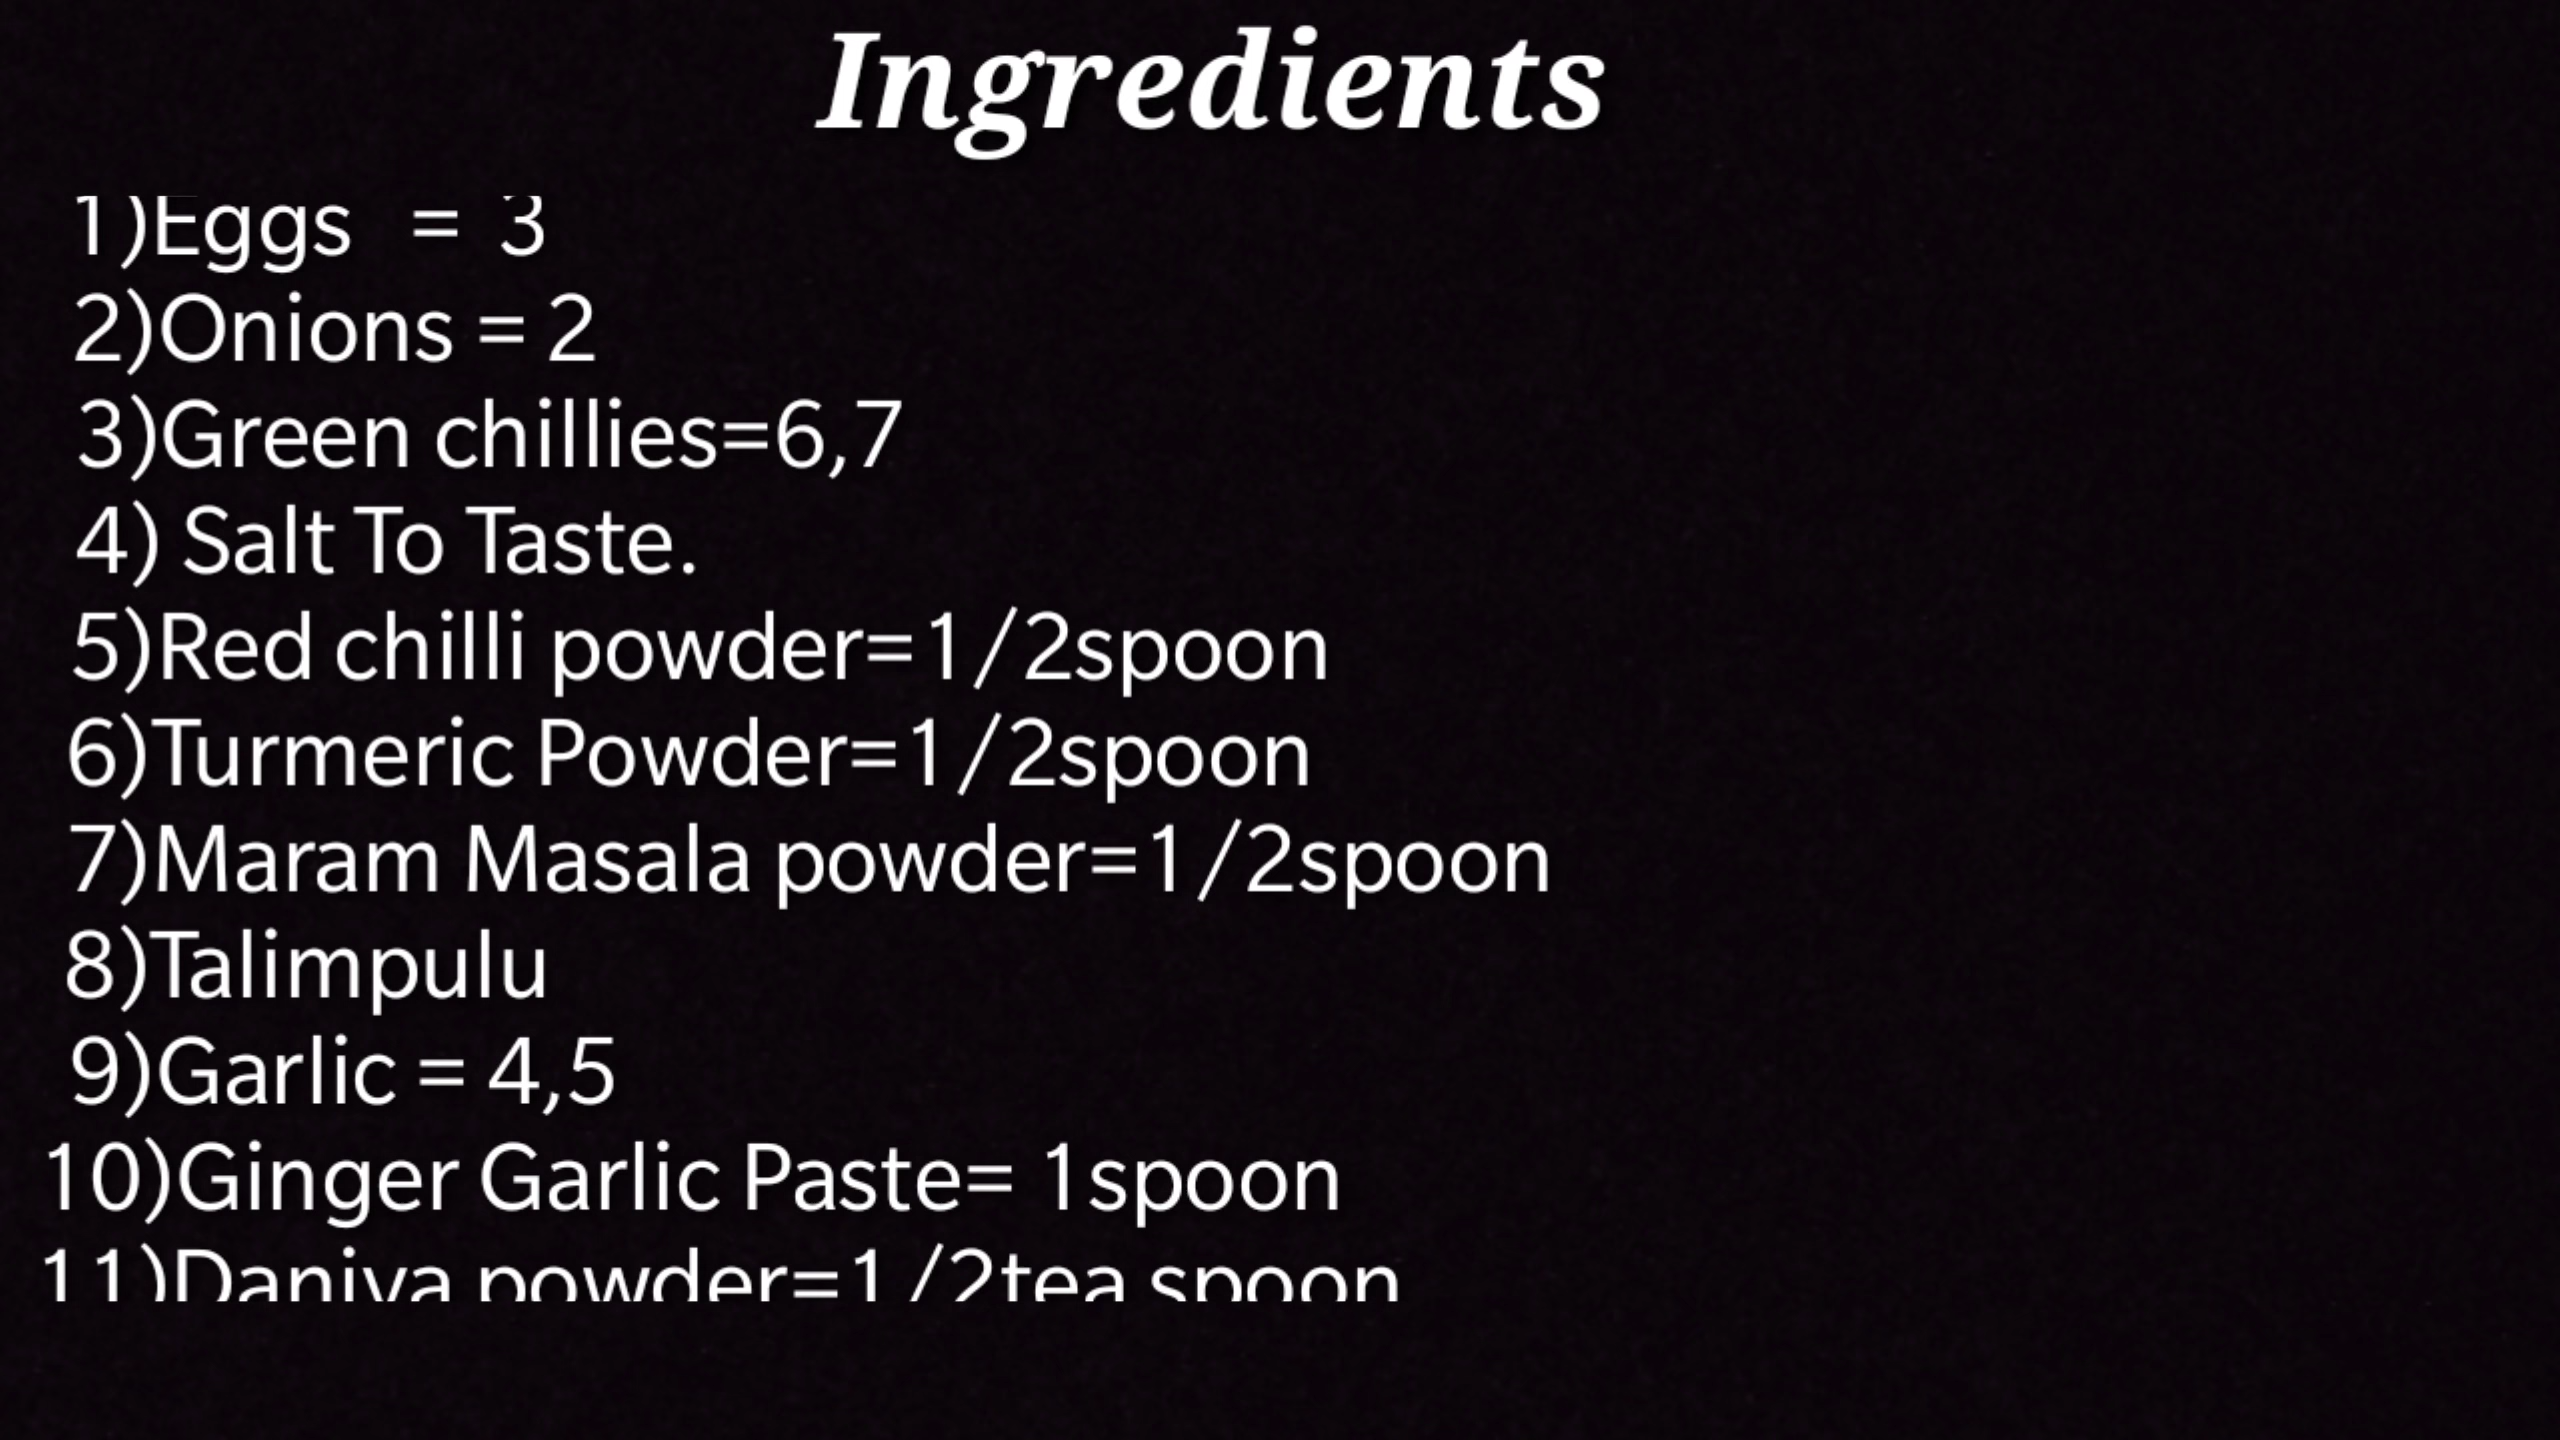 Ingredients
1)Eggs = 3
2)Onions = 2
3)Green chillies=6,7
4) Salt To Taste.
5)Red chilli powder=1/2spoon
6)Turmeric Powder=1/2spoon
7)Maram Masala powder=1/2spoon
8)Talimpulu
9)Garlic = 4,5
10)Ginger Garlic Paste= 1spoon
11)Daniya powder=1/2tea spoon